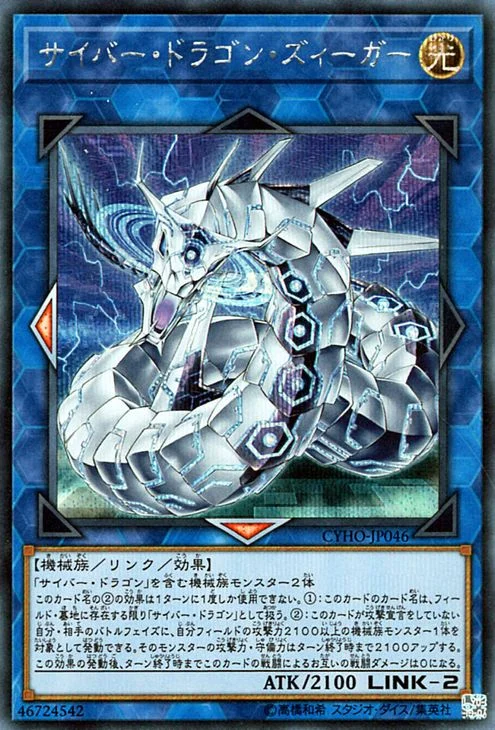 サイバー・ドラゴン・ズィーガー 光
CYHO-JP046
【機械族/リンク/効果】
「サイバー・ドラゴン」を含む機械族モンスター2体
このカード名の②の効果は1ターンに1度しか使用できない。①:このカードのカード名は、フィー
ルド・墓地に存在する限り「サイバー・ドラゴン」として扱う。②:このカードが攻撃宣言をしていない
自分・相手のバトルフェイズに、自分フィールドの攻撃力2100以上の機械族モンスター1体を
対象として発動できる。そのモンスターの攻撃力・守備力はターン終了時まで2100アップする。
この効果の発動後、ターン終了時までこのカードの戦闘によるお互いの戦闘ダメージは0になる。
ATK/2100 LINK-2
46724542 ©高橋和希 スタジオ・ダイス/集英社